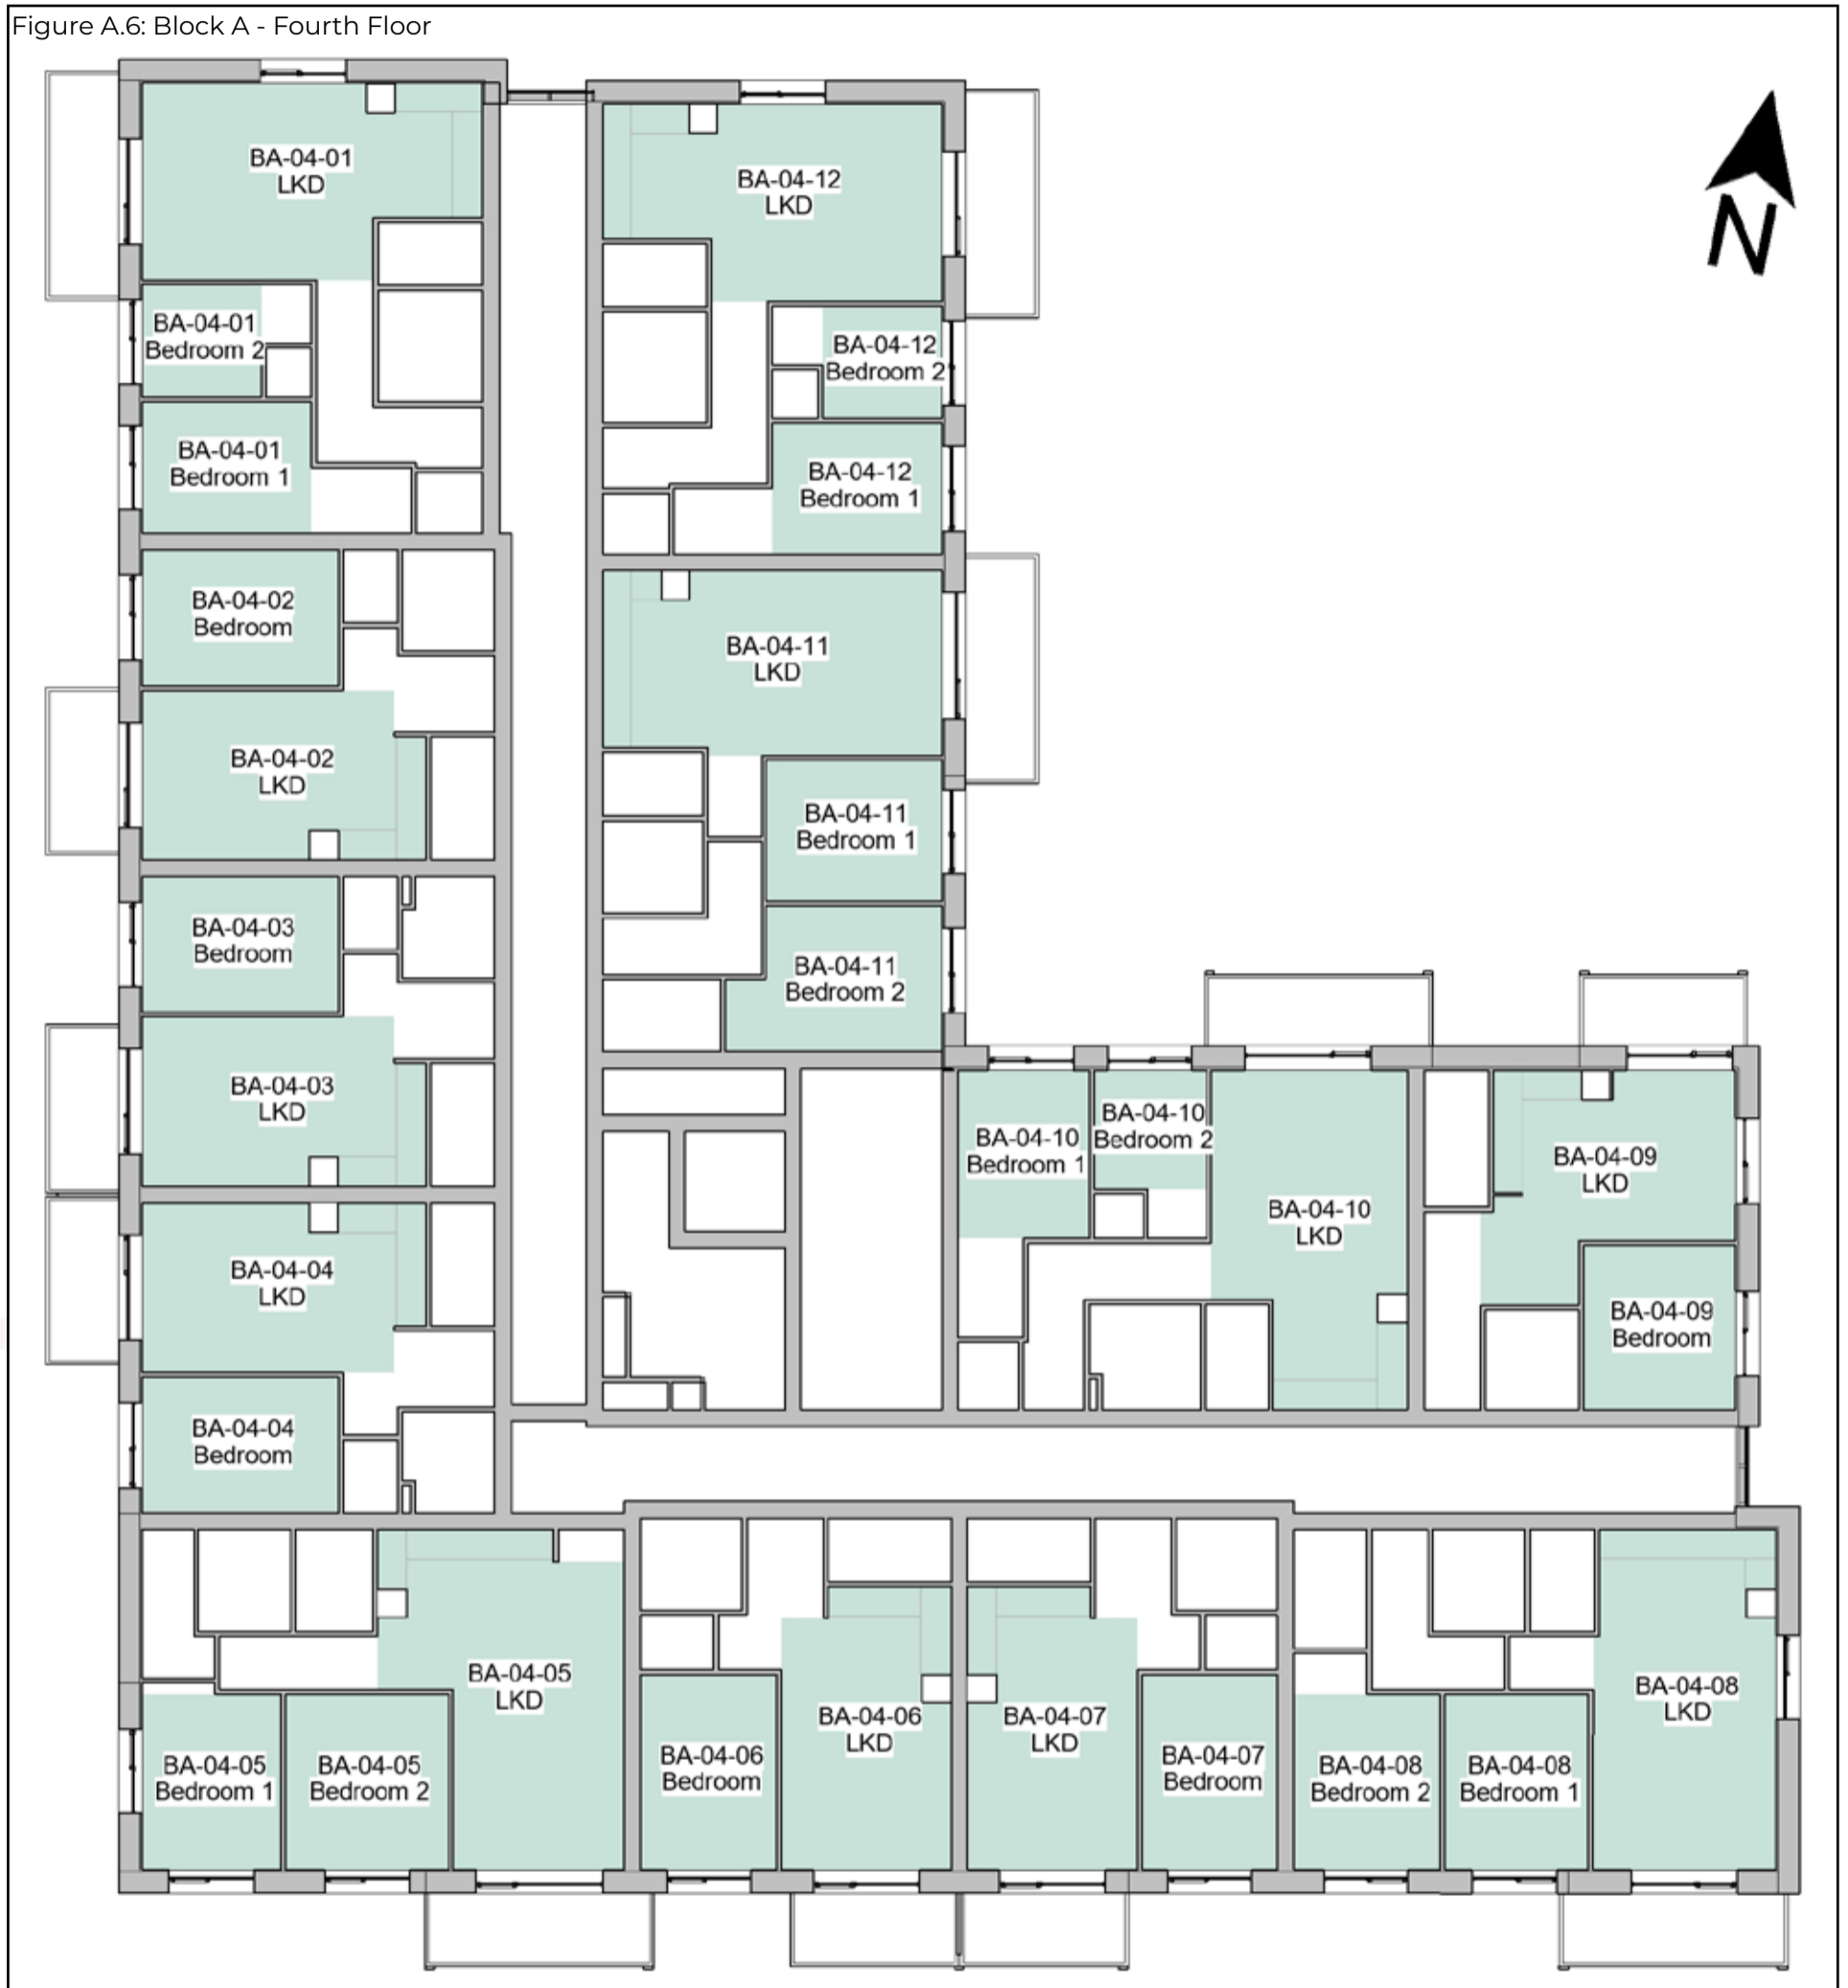 Figure A.6: Block A - Fourth Floor
N
BA-04-01
LKD
BA-04-12
LKD
BA-04-01
Bedroom 2
BA-04-12
Bedroom 2
BA-04-01
Bedroom 1
BA-04-12
Bedroom 1
BA-04-02
Bedroom
BA-04-11
LKD
BA-04-02
LKD
BA-04-11
Bedroom 1
BA-04-03
Bedroom
BA-04-11
Bedroom 2
BA-04-03
LKD
BA-04-10
Bedroom 1
BA-04-10
Bedroom 2
BA-04-10
LKD
BA-04-09
LKD
BA-04-04
LKD
BA-04-09
Bedroom
BA-04-04
Bedroom
BA-04-05
LKD
BA-04-06
LKD
BA-04-07
LKD
BA-04-08
LKD
BA-04-05
Bedroom 1
BA-04-05
Bedroom 2
BA-04-06
Bedroom
BA-04-07
Bedroom
BA-04-08
Bedroom 2
BA-04-08
Bedroom 1